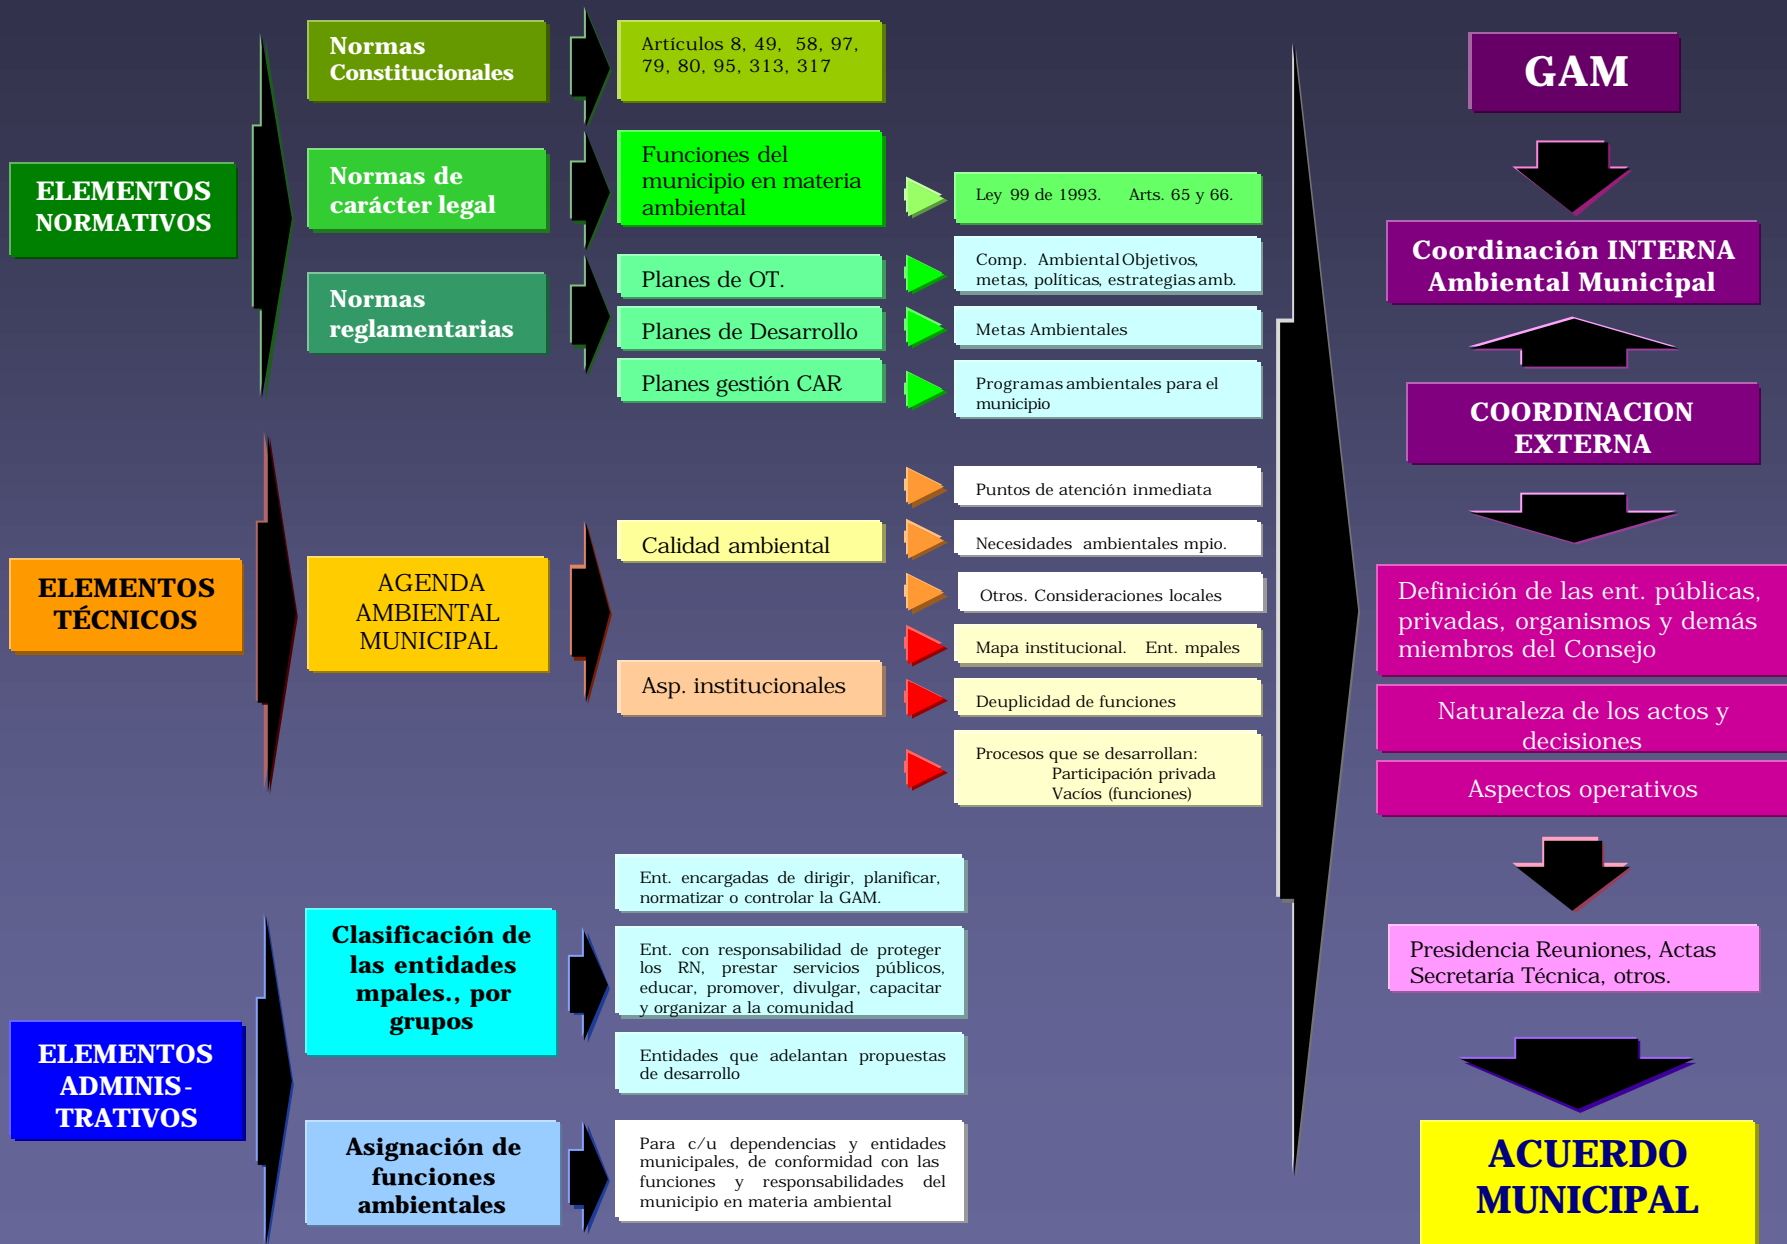 ELEMENTOS
NORMATIVOS
Normas
Constitucionales
Artículos 8, 49, 58, 97,
79, 80, 95, 313, 317
Normas de
carácter legal
Funciones del
municipio en materia
ambiental
Ley 99 de 1993. Arts. 65 y 66.
Normas
reglamentarias
Planes de OT.
Comp. Ambiental Objetivos,
metas, políticas, estrategias amb.
Planes de Desarrollo
Metas Ambientales
Planes gestión CAR
Programas ambientales para el
municipio
ELEMENTOS
TÉCNICOS
AGENDA
AMBIENTAL
MUNICIPAL
Calidad ambiental
Puntos de atención inmediata
Necesidades ambientales mpio.
Otros. Consideraciones locales
Asp. institucionales
Mapa institucional. Ent. mpales
Deuplicidad de funciones
Procesos que se desarrollan:
Participación privada
Vacíos (funciones)
ELEMENTOS
ADMINIS-
TRATIVOS
Clasificación de
las entidades
mpales., por
grupos
Ent. encargadas de dirigir, planificar,
normatizar o controlar la GAM.
Ent. con responsabilidad de proteger
los RN, prestar servicios públicos,
educar, promover, divulgar, capacitar
y organizar a la comunidad
Entidades que adelantan propuestas
de desarrollo
Asignación de
funciones
ambientales
Para c/u dependencias y entidades
municipales, de conformidad con las
funciones y responsabilidades del
municipio en materia ambiental
GAM
Coordinación INTERNA
Ambiental Municipal
COORDINACION
EXTERNA
Definición de las ent. públicas,
privadas, organismos y demás
miembros del Consejo
Naturaleza de los actos y
decisiones
Aspectos operativos
Presidencia Reuniones, Actas
Secretaría Técnica, otros.
ACUERDO
MUNICIPAL